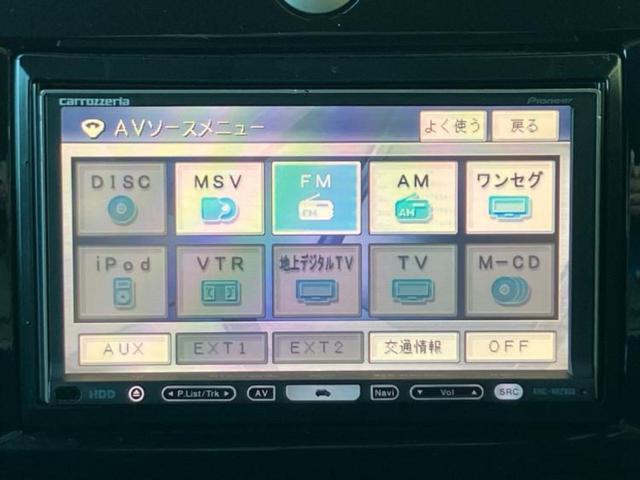 carrozzeria Pioneer
AVソースメニュー よく使う 戻る
DISC MSV FM AM ワンセグ
FM AM
iPod VTR 地上デジタルTV TV M-CD
AUX EXT1 EXT2 交通情報 OFF
HDD P.List/Trk AV Navi Vol SRC